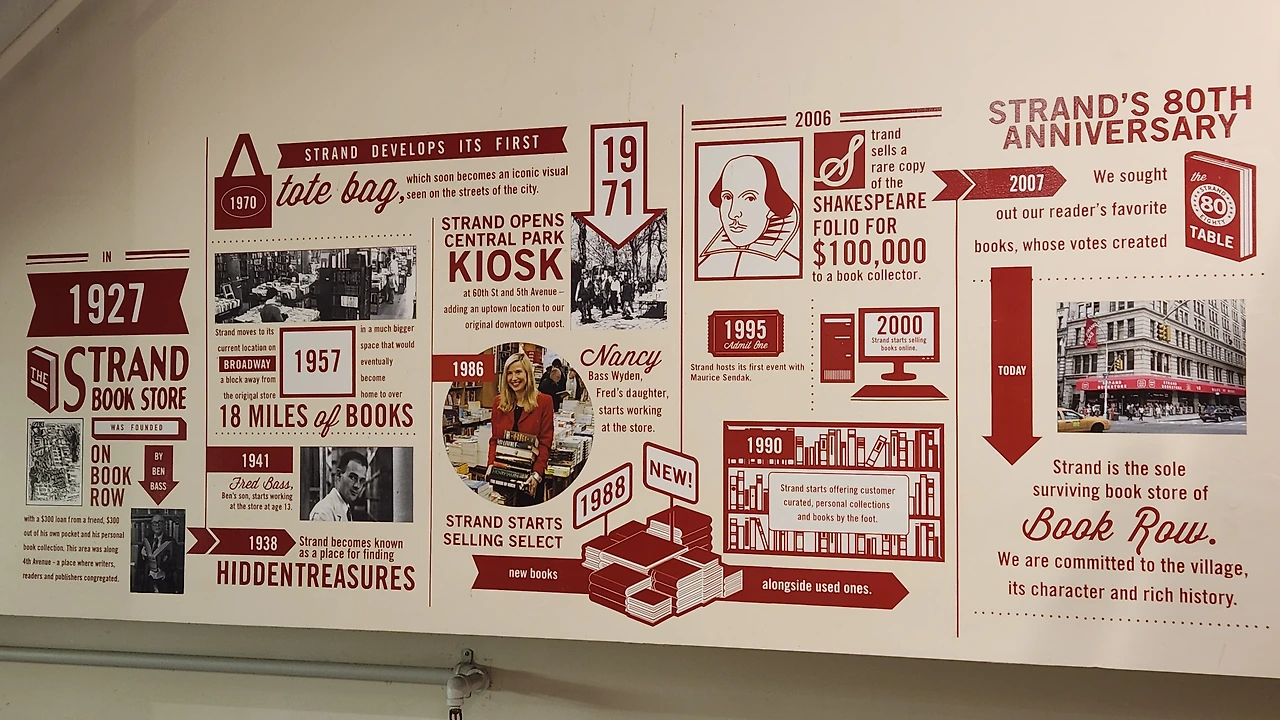 IN
1927
THE
STRAND
BOOK STORE
WAS FOUNDED
ON
BOOK
ROW
BY
BEN
BASS
with a $300 loan from a friend, $300
out of his own pocket and his personal
book collection. This area was along
4th Avenue - a place where writers,
readers and publishers congregated.
1938
Strand becomes known
as a place for finding
HIDDENTREASURES
1941
Fred Bass,
Ben's son, starts working
at the store at age 13.
Strand moves to its
current location on
BROADWAY
a block away from
the original store
1957
in a much bigger
space that would
eventually
become
home to over
18 MILES of BOOKS
1970
STRAND DEVELOPS ITS FIRST
tote bag,
which soon becomes an iconic visual
seen on the streets of the city.
19
71
STRAND OPENS
CENTRAL PARK
KIOSK
at 60th St and 5th Avenue –
adding an uptown location to our
original downtown outpost.
1986
Nancy
Bass Wyden,
Fred's daughter,
starts working
at the store.
STRAND STARTS
SELLING SELECT
1988
NEW!
new books
alongside used ones.
1990
Strand starts offering customer
curated, personal collections
and books by the foot.
1995
Admit One
Strand hosts its first event with
Maurice Sendak.
2000
Strand starts selling
books online.
2006
S
trand
sells a
rare copy
of the
SHAKESPEARE
FOLIO FOR
$100,000
to a book collector.
STRAND'S 80TH
ANNIVERSARY
2007
We sought
out our reader's favorite
books, whose votes created
the
STRAND
80
EIGHTY
TABLE
TODAY
Strand is the sole
surviving book store of
Book Row.
We are committed to the village,
its character and rich history.